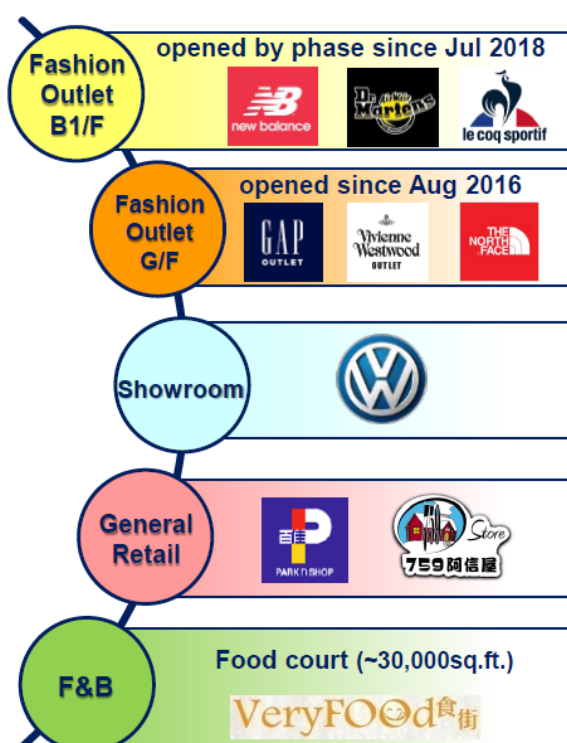 Fashion
Outlet
B1/F
opened by phase since Jul 2018
new balance
Dr.
Air Wair
Martens
le coq sportif
Fashion
Outlet
G/F
opened since Aug 2016
GAP
OUTLET
Vivienne
Westwood
OUTLET
THE
NORTH
FACE
Showroom
General
Retail
百佳
PARKnSHOP
Store
759阿信屋
F&B
Food court (~30,000sq.ft.)
VeryFOOd食街